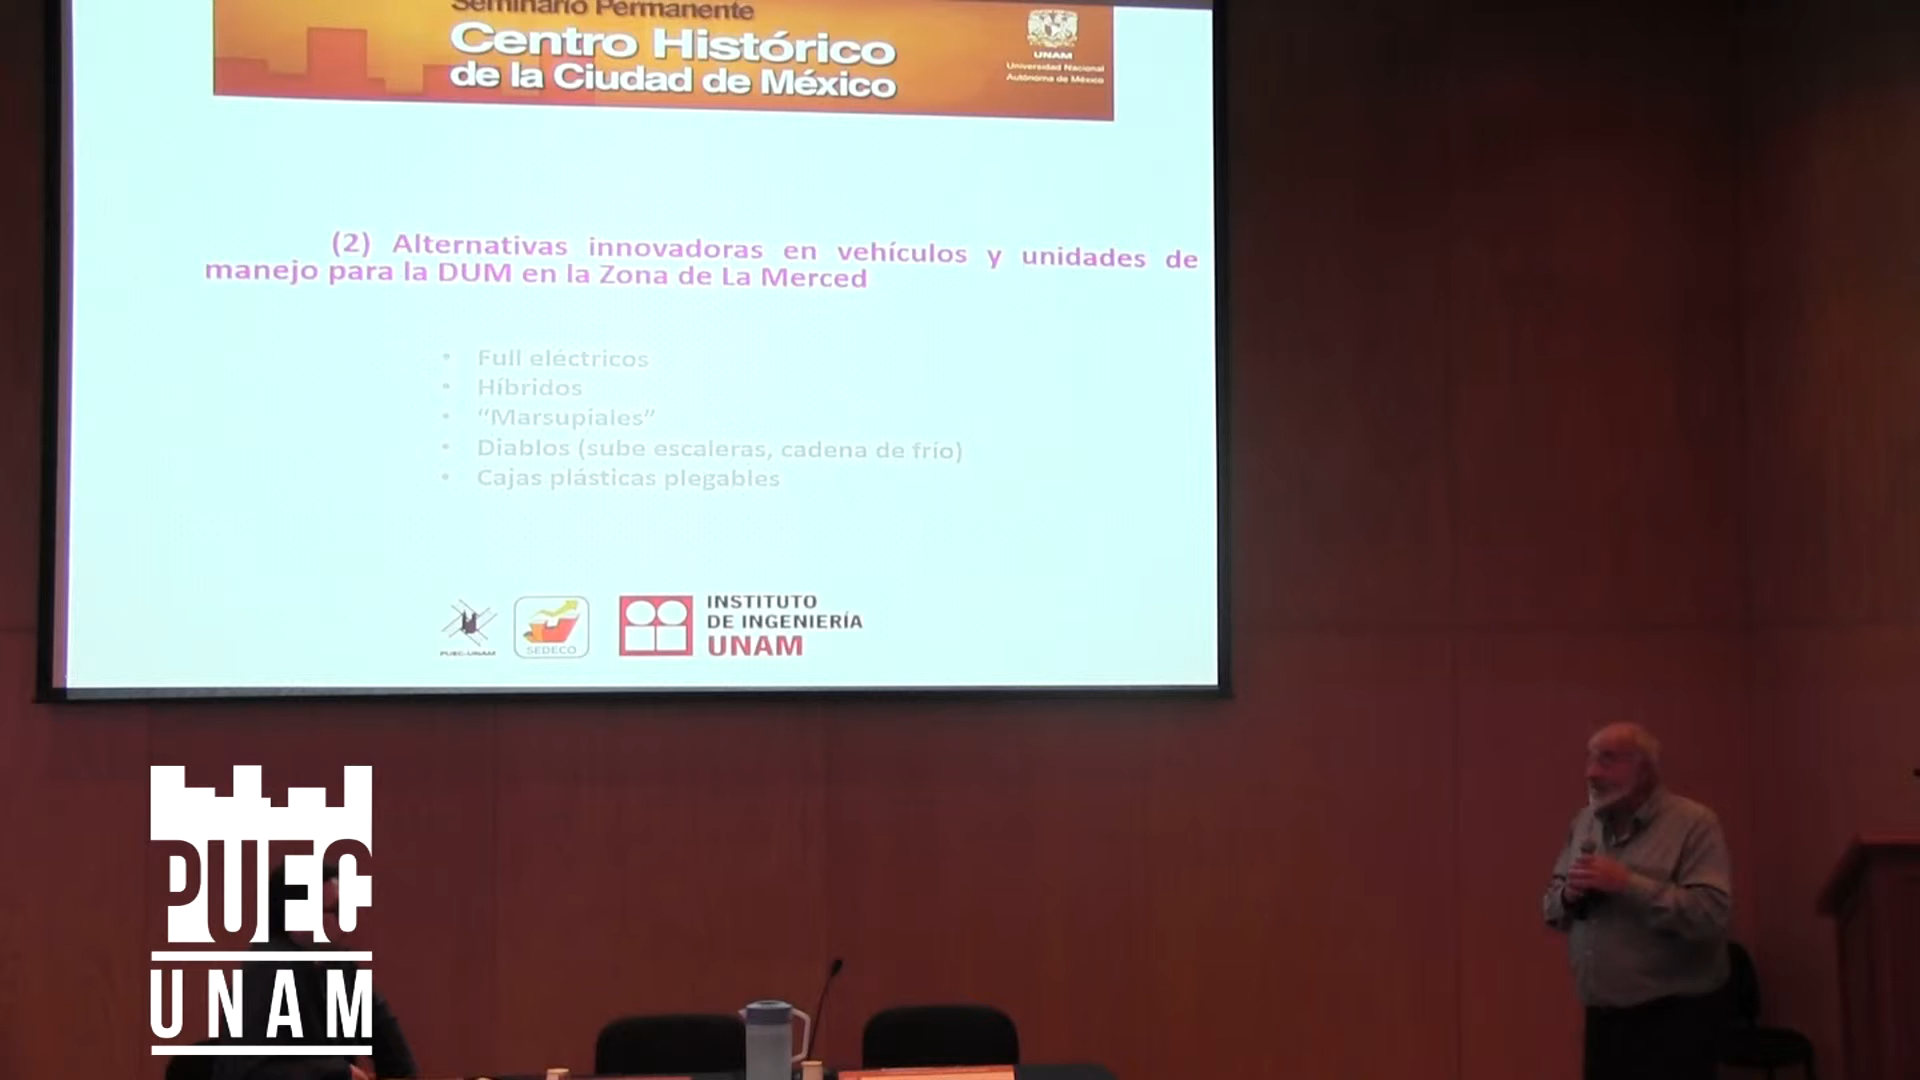 Seminario Permanente
Centro Histórico
de la Ciudad de México
UNAM
Universidad Nacional
Autónoma de México
(2) Alternativas innovadoras en vehículos y unidades de
manejo para la DUM en la Zona de La Merced
• Full eléctricos
• Híbridos
• “Marsupiales”
• Diablos (sube escaleras, cadena de frío)
• Cajas plásticas plegables
PUEC-UNAM
SEDECO
INSTITUTO
DE INGENIERÍA
UNAM
PUEC
UNAM